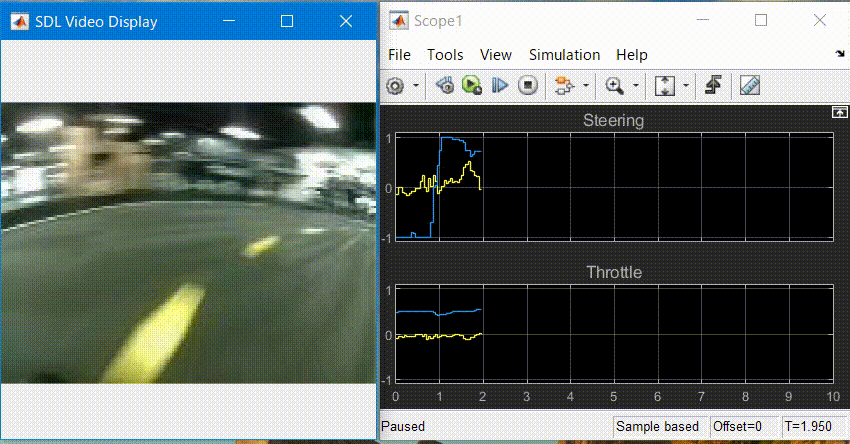 SDL Video Display
Scope1
File Tools View Simulation Help
Steering
1
0
-1
Throttle
1
0
-1
0 1 2 3 4 5 6 7 8 9 10
Paused
Sample based Offset=0 T=1.950